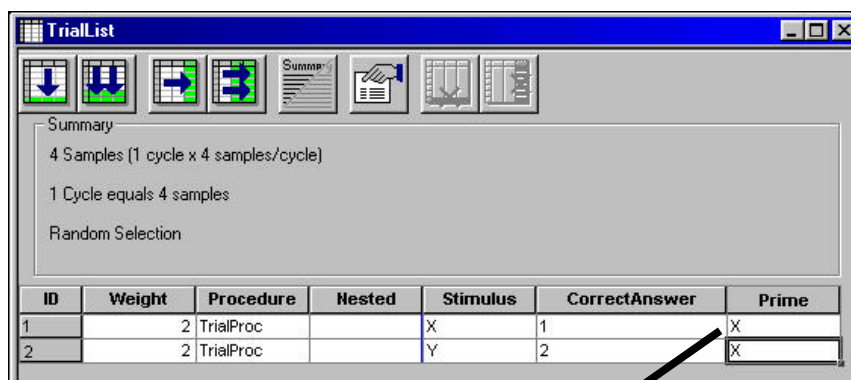 TrialList
Summary
Summary
4 Samples (1 cycle x 4 samples/cycle)
1 Cycle equals 4 samples
Random Selection
ID Weight Procedure Nested Stimulus CorrectAnswer Prime
1 2 TrialProc X 1 X
2 2 TrialProc Y 2 X